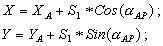 X = X_A + S_1 * Cos(α_AP);
Y = Y_A + S_1 * Sin(α_AP);